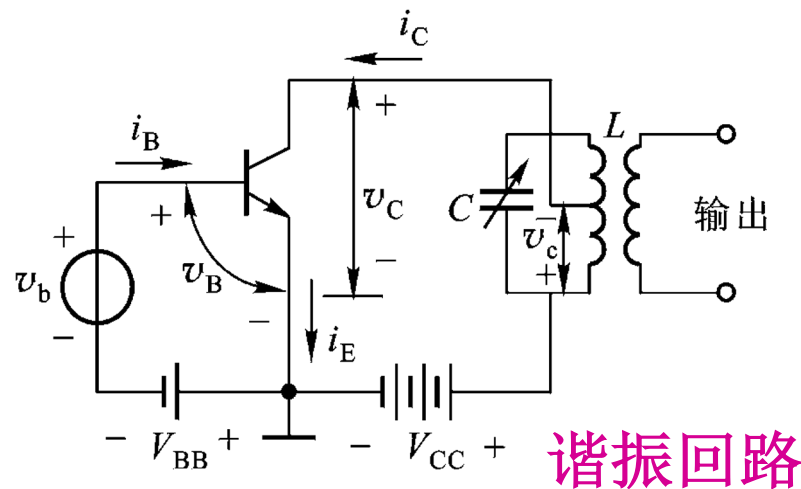 i_C
i_B
+
L
+
v_C
C
−
输出
+
v_c
v_B
−
+
v_b
−
−
i_E
− V_BB +
− V_CC +
谐振回路